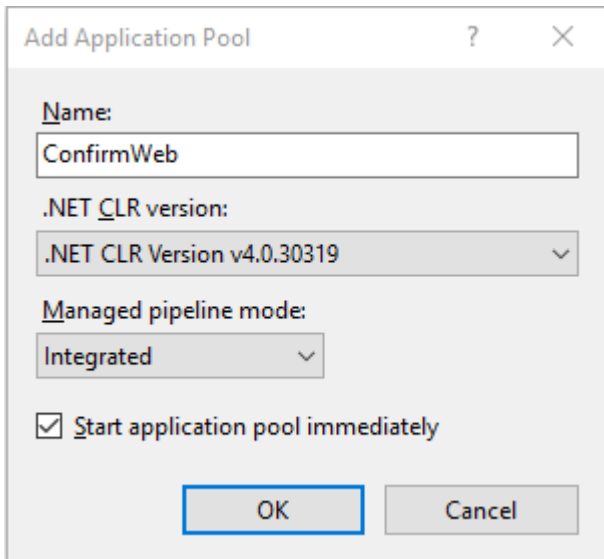 Add Application Pool ?
Name:
ConfirmWeb
.NET CLR version:
.NET CLR Version v4.0.30319
Managed pipeline mode:
Integrated
Start application pool immediately
OK Cancel